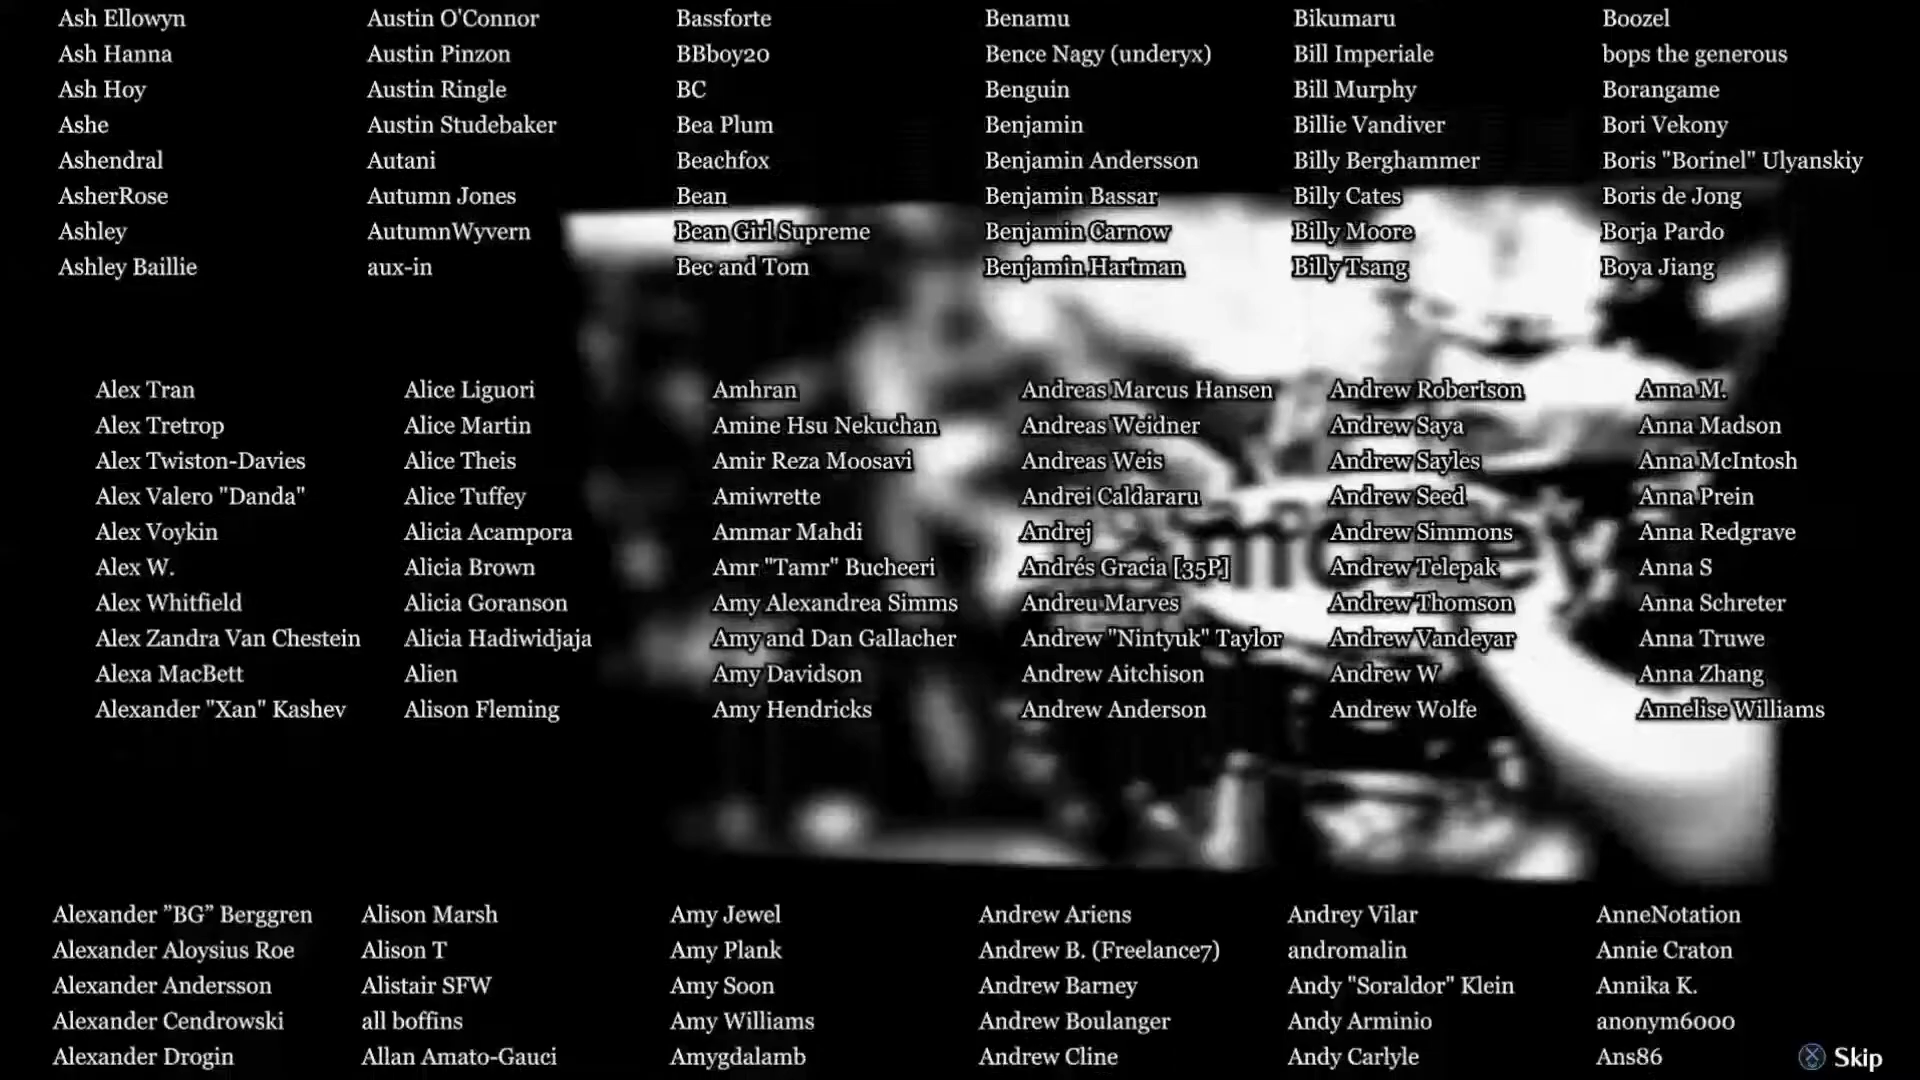 Ash Ellowyn Austin O'Connor Bassforte Benamu Bikumaru Boozel
Ash Hanna Austin Pinzon BBboy20 Bence Nagy (underyx) Bill Imperiale bops the generous
Ash Hoy Austin Ringle BC Benguin Bill Murphy Borangame
Ashe Austin Studebaker Bea Plum Benjamin Billie Vandiver Bori Vekony
Ashendral Autani Beachfox Benjamin Andersson Billy Berghammer Boris "Borinel" Ulyanskiy
AsherRose Autumn Jones Bean Benjamin Bassar Billy Cates Boris de Jong
Ashley AutumnWyvern Bean Girl Supreme Benjamin Carnow Billy Moore Borja Pardo
Ashley Baillie aux-in Bec and Tom Benjamin Hartman Billy Tsang Boya Jiang
Alex Tran Alice Liguori Amhran Andreas Marcus Hansen Andrew Robertson Anna M.
Alex Tretrop Alice Martin Amine Hsu Nekuchan Andreas Weidner Andrew Saya Anna Madson
Alex Twiston-Davies Alice Theis Amir Reza Moosavi Andreas Weis Andrew Sayles Anna McIntosh
Alex Valero "Danda" Alice Tuffey Amiwrette Andrei Caldararu Andrew Seed Anna Prein
Alex Voykin Alicia Acampora Ammar Mahdi Andrej Andrew Simmons Anna Redgrave
Alex W. Alicia Brown Amr "Tamr" Bucheeri Andrés Gracia [35P] Andrew Telepak Anna S
Alex Whitfield Alicia Goranson Amy Alexandrea Simms Andreu Marves Andrew Thomson Anna Schreter
Alex Zandra Van Chestein Alicia Hadiwidjaja Amy and Dan Gallacher Andrew "Nintyuk" Taylor Andrew Vandeyar Anna Truwe
Alexa MacBett Alien Amy Davidson Andrew Aitchison Andrew W Anna Zhang
Alexander "Xan" Kashev Alison Fleming Amy Hendricks Andrew Anderson Andrew Wolfe Annelise Williams
Alexander ”BG” Berggren Alison Marsh Amy Jewel Andrew Ariens Andrey Vilar AnneNotation
Alexander Aloysius Roe Alison T Amy Plank Andrew B. (Freelance7) andromalin Annie Craton
Alexander Andersson Alistair SFW Amy Soon Andrew Barney Andy "Soraldor" Klein Annika K.
Alexander Cendrowski all boffins Amy Williams Andrew Boulanger Andy Arminio anonym6000
Alexander Drogin Allan Amato-Gauci Amygdalamb Andrew Cline Andy Carlyle Ans86
Skip